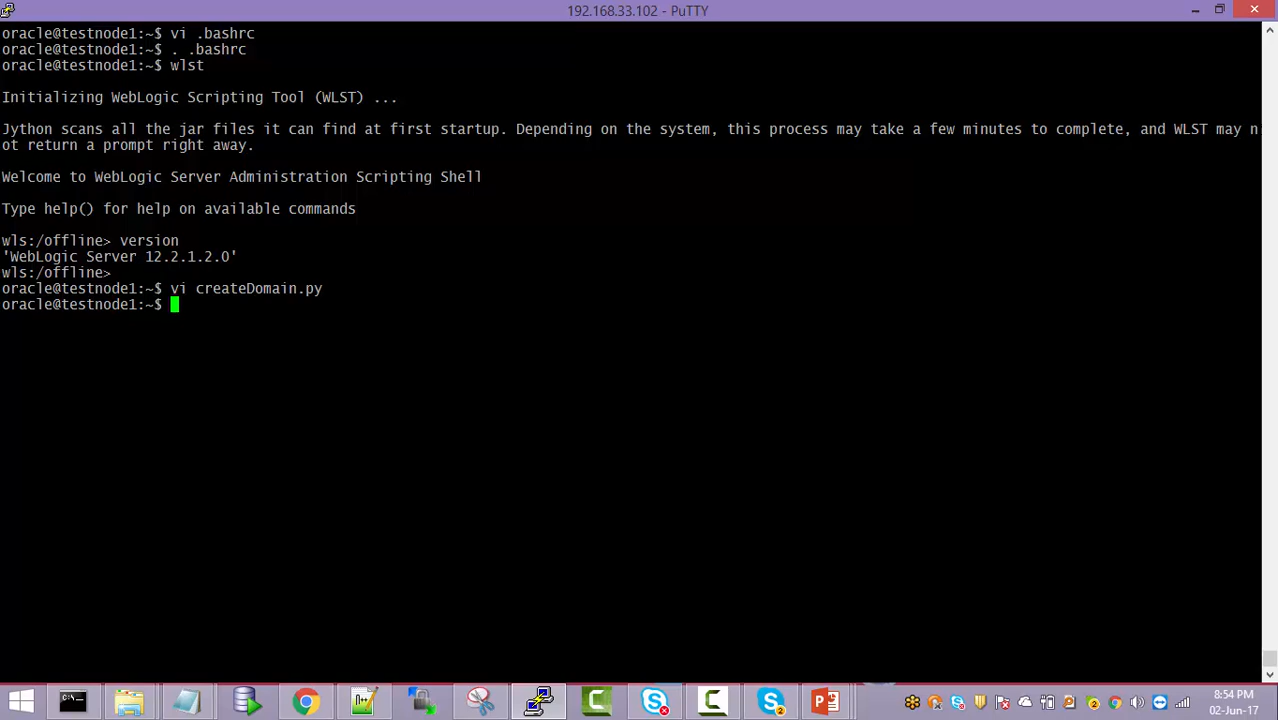 192.168.33.102 - PuTTY
oracle@testnode1:~$ vi .bashrc
oracle@testnode1:~$ . .bashrc
oracle@testnode1:~$ wlst
Initializing WebLogic Scripting Tool (WLST) ...
Jython scans all the jar files it can find at first startup. Depending on the system, this process may take a few minutes to complete, and WLST may n
ot return a prompt right away.
Welcome to WebLogic Server Administration Scripting Shell
Type help() for help on available commands
wls:/offline> version
'WebLogic Server 12.2.1.2.0'
wls:/offline>
oracle@testnode1:~$ vi createDomain.py
oracle@testnode1:~$
8:54 PM
02-Jun-17